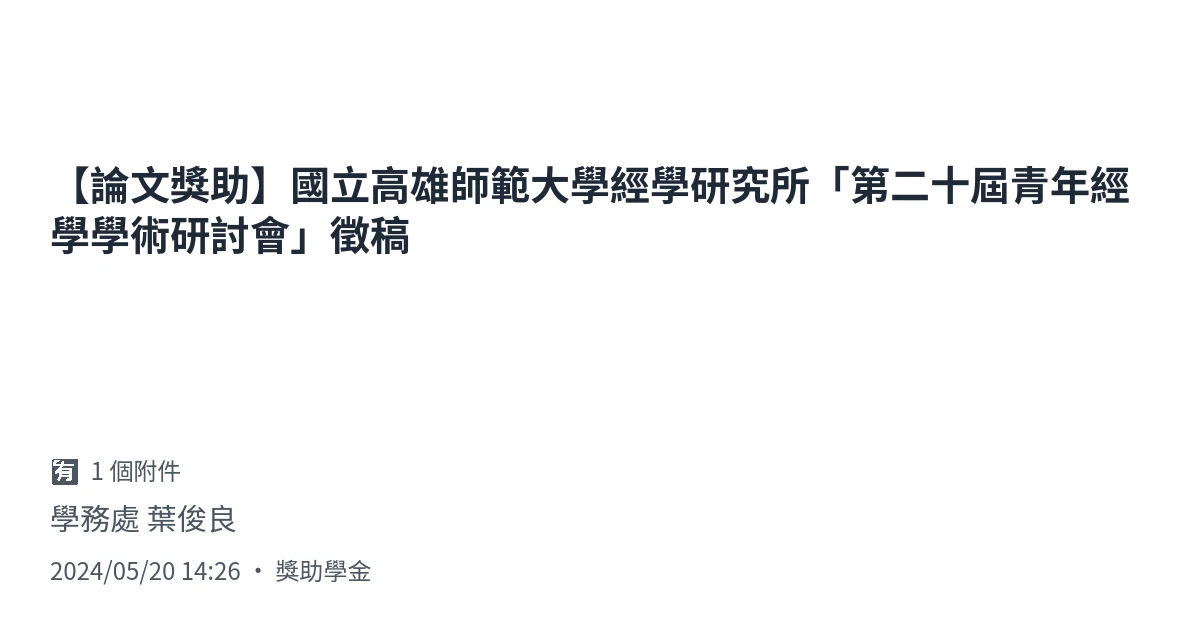 【論文獎助】國立高雄師範大學經學研究所「第二十屆青年經
學學術研討會」徵稿
有 1 個附件
學務處 葉俊良
2024/05/20 14:26 • 獎助學金